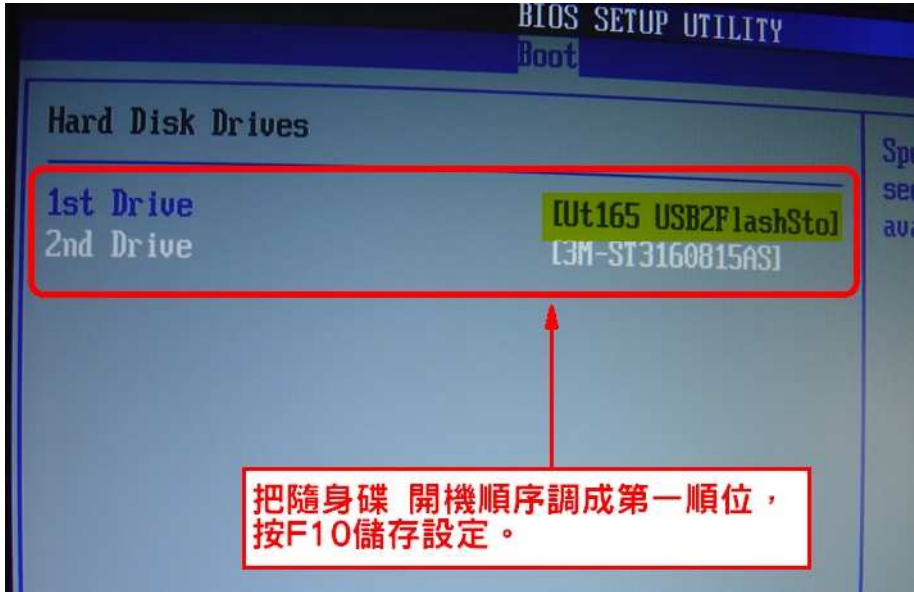 BIOS SETUP UTILITY
Boot
Hard Disk Drives
1st Drive
[Ut165 USB2FlashSto]
2nd Drive
[3M-ST3160815AS]
把隨身碟 開機順序調成第一順位，
按F10儲存設定。